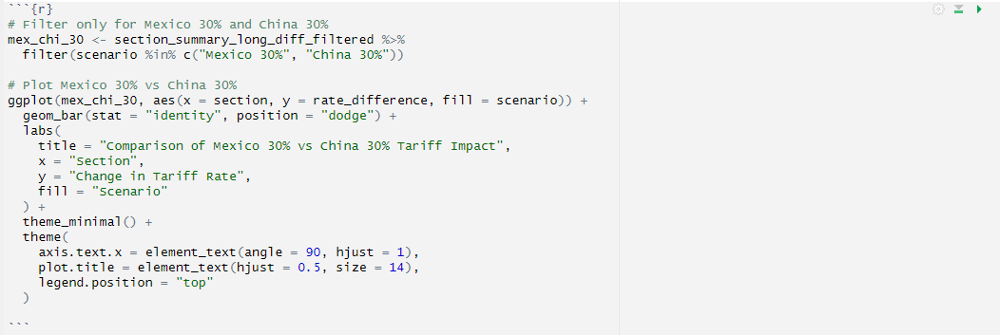 ```{r}
# Filter only for Mexico 30% and China 30%
mex_chi_30 <- section_summary_long_diff_filtered %>%
  filter(scenario %in% c("Mexico 30%", "China 30%"))

# Plot Mexico 30% vs China 30%
ggplot(mex_chi_30, aes(x = section, y = rate_difference, fill = scenario)) +
  geom_bar(stat = "identity", position = "dodge") +
  labs(
    title = "Comparison of Mexico 30% vs China 30% Tariff Impact",
    x = "Section",
    y = "Change in Tariff Rate",
    fill = "Scenario"
  ) +
  theme_minimal() +
  theme(
    axis.text.x = element_text(angle = 90, hjust = 1),
    plot.title = element_text(hjust = 0.5, size = 14),
    legend.position = "top"
  )

```